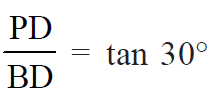 PD/BD = tan 30°